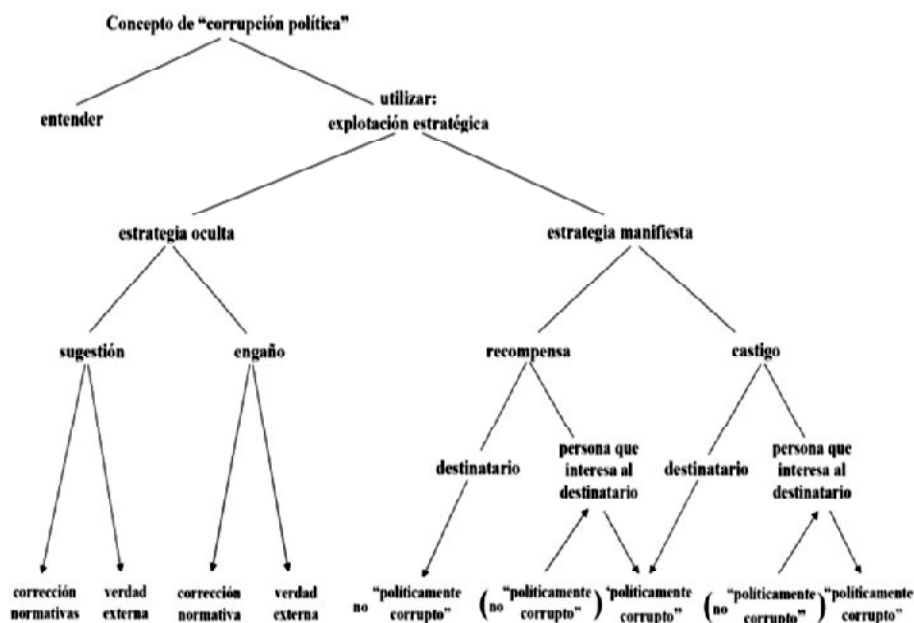 Concepto de “corrupción política”
entender
utilizar:
explotación estratégica
estrategia oculta
estrategia manifiesta
sugestión
engaño
recompensa
castigo
destinatario
persona que
interesa al
destinatario
destinatario
persona que
interesa al
destinatario
corrección
normativas
verdad
externa
corrección
normativa
verdad
externa
no “políticamente
corrupto”
(no “políticamente
corrupto”)
“políticamente
corrupto”
(no “políticamente
corrupto”)
“políticamente
corrupto”